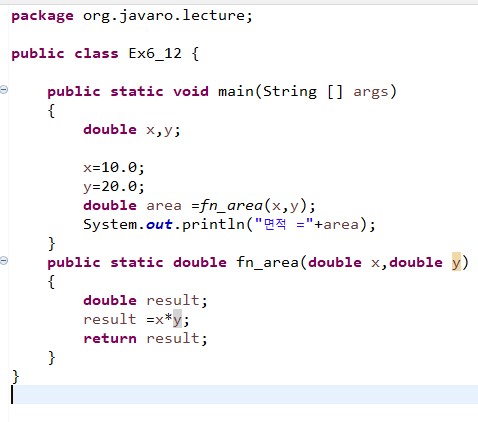 package org.javaro.lecture;
public class Ex6_12 {
public static void main(String [] args)
{
double x,y;
x=10.0;
y=20.0;
double area =fn_area(x,y);
System.out.println("면적 ="+area);
}
public static double fn_area(double x,double y)
{
double result;
result =x*y;
return result;
}
}